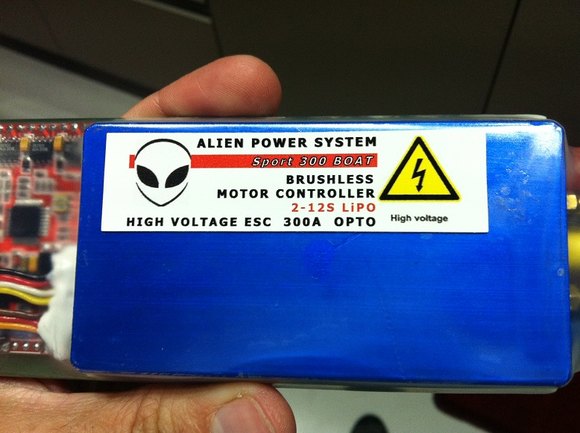 ALIEN POWER SYSTEM
Sport 300 BOAT
BRUSHLESS
MOTOR CONTROLLER
2-12S LiPO
HIGH VOLTAGE ESC 300A OPTO
High voltage